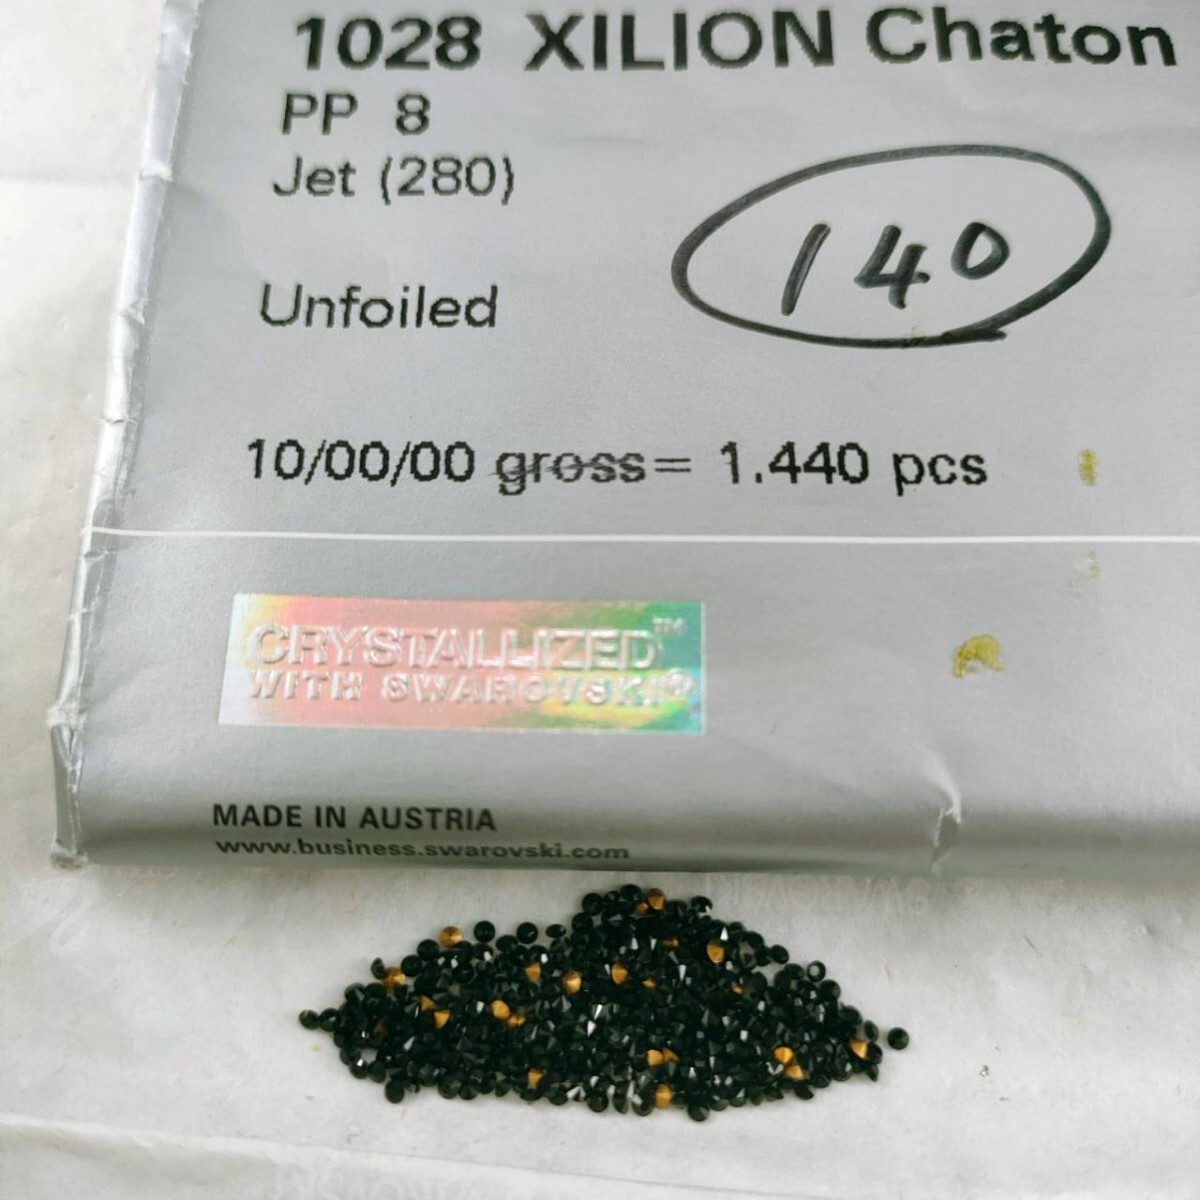 1028 XILION Chaton
PP 8
Jet (280)
140
Unfoiled
10/00/00 gross= 1.440 pcs
CRYSTALLIZED™
WITH SWAROVSKI®
MADE IN AUSTRIA
www.business.swarovski.com